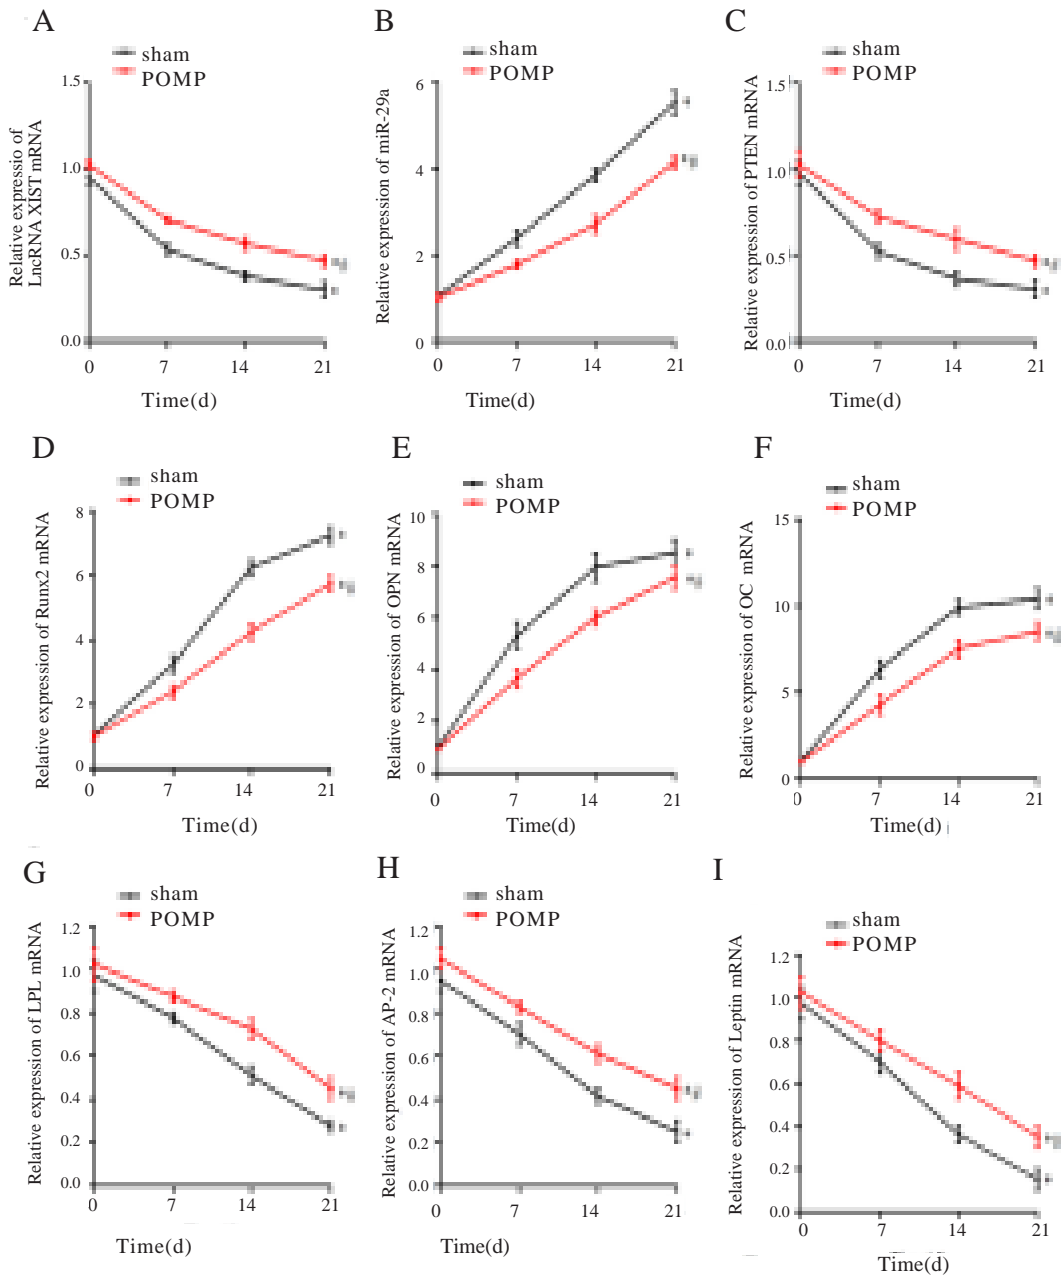 A
B
C
sham
POMP
sham
POMP
sham
POMP
Relative expressio of
LncRNA XIST mRNA
1.5
1.0
0.5
0.0
0
7
14
21
Time(d)
Relative expression of miR-29a
6
4
2
0
0
7
14
21
Time(d)
Relative expression of PTEN mRNA
1.5
1.0
0.5
0.0
0
7
14
21
Time(d)
D
E
F
sham
POMP
sham
POMP
sham
POMP
Relative expression of Runx2 mRNA
8
6
4
2
0
0
7
14
21
Time(d)
Relative expression of OPN mRNA
10
8
6
4
2
0
0
7
14
21
Time(d)
Relative expression of OC mRNA
15
10
5
0
0
7
14
21
Time(d)
G
H
I
sham
POMP
sham
POMP
sham
POMP
Relative expression of LPL mRNA
1.2
1.0
0.8
0.6
0.4
0.2
0.0
0
7
14
21
Time(d)
Relative expression of AP-2 mRNA
1.2
1.0
0.8
0.6
0.4
0.2
0.0
0
7
14
21
Time(d)
Relative expression of Leptin mRNA
1.2
1.0
0.8
0.6
0.4
0.2
0.0
0
7
14
21
Time(d)